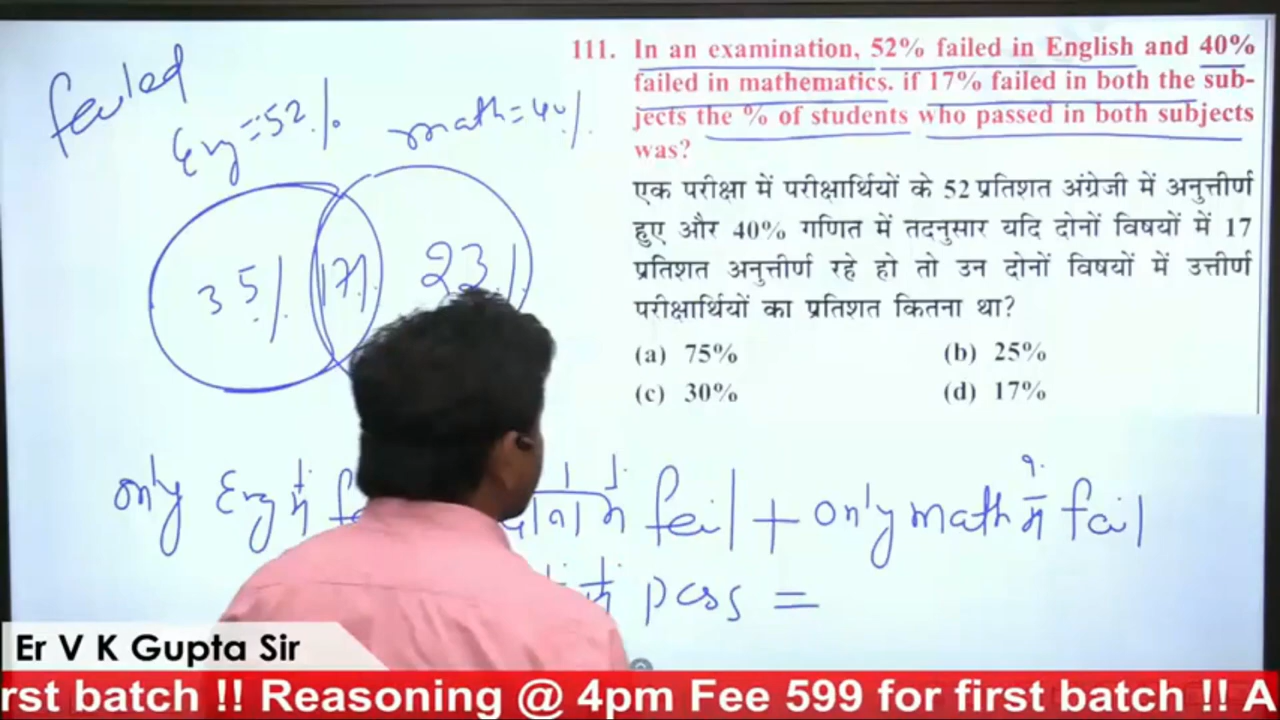 failed
Eng = 52%
math = 40%
35%
17%
23%
111. In an examination, 52% failed in English and 40%
failed in mathematics. if 17% failed in both the sub-
jects the % of students who passed in both subjects
was?
एक परीक्षा में परीक्षार्थियों के 52 प्रतिशत अंग्रेजी में अनुत्तीर्ण
हुए और 40% गणित में तदनुसार यदि दोनों विषयों में 17
प्रतिशत अनुत्तीर्ण रहे हो तो उन दोनों विषयों में उत्तीर्ण
परीक्षार्थियों का प्रतिशत कितना था?
(a) 75% (b) 25%
(c) 30% (d) 17%
only Eng में fail + only math में fail
pass =
Er V K Gupta Sir
rst batch !! Reasoning @ 4pm Fee 599 for first batch !! A